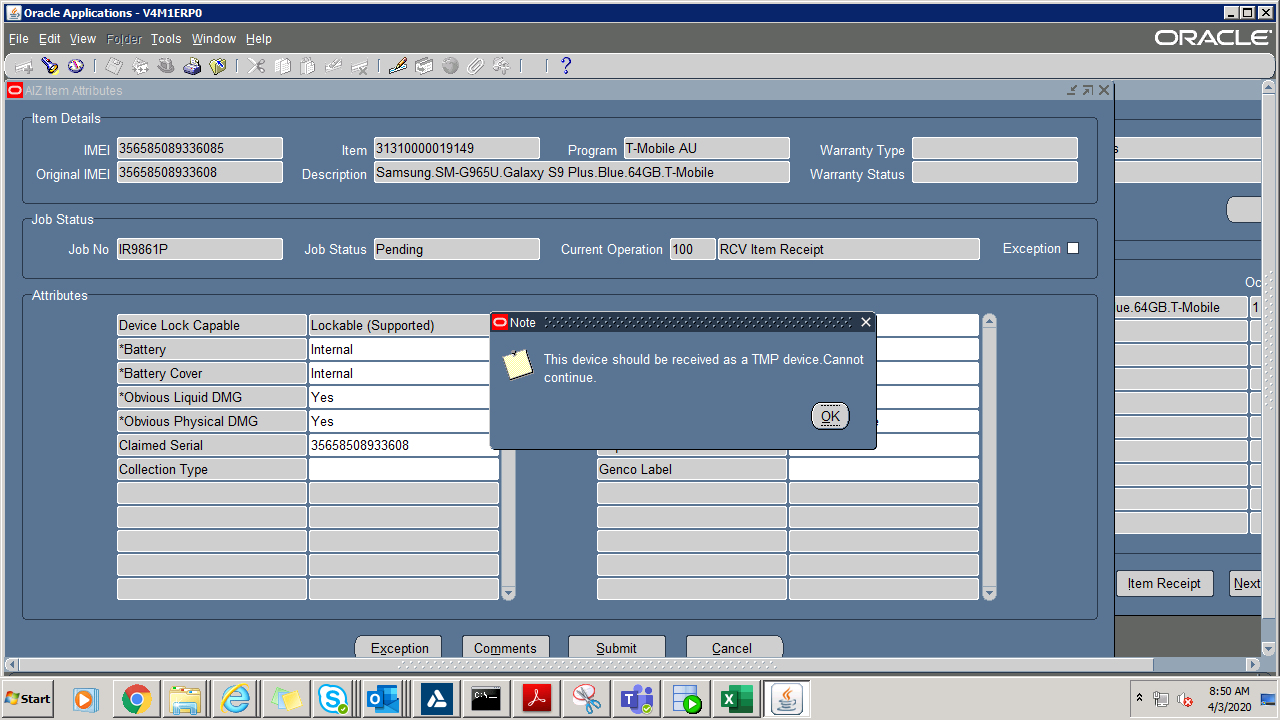 Oracle Applications - V4M1ERP0
File Edit View Folder Tools Window Help
ORACLE
AIZ Item Attributes
Item Details
IMEI 356585089336085 Item 31310000019149 Program T-Mobile AU Warranty Type
Original IMEI 35658508933608 Description Samsung.SM-G965U.Galaxy S9 Plus.Blue.64GB.T-Mobile Warranty Status
Job Status
Job No IR9861P Job Status Pending Current Operation 100 RCV Item Receipt Exception
Oc
Attributes
ue.64GB.T-Mobile 1
Device Lock Capable Lockable (Supported)
*Battery Internal
*Battery Cover Internal
*Obvious Liquid DMG Yes
*Obvious Physical DMG Yes
Claimed Serial 35658508933608
Collection Type
Note
This device should be received as a TMP device.Cannot
continue.
OK
Genco Label
Item Receipt Next
Exception Comments Submit Cancel
Start
8:50 AM
4/3/2020